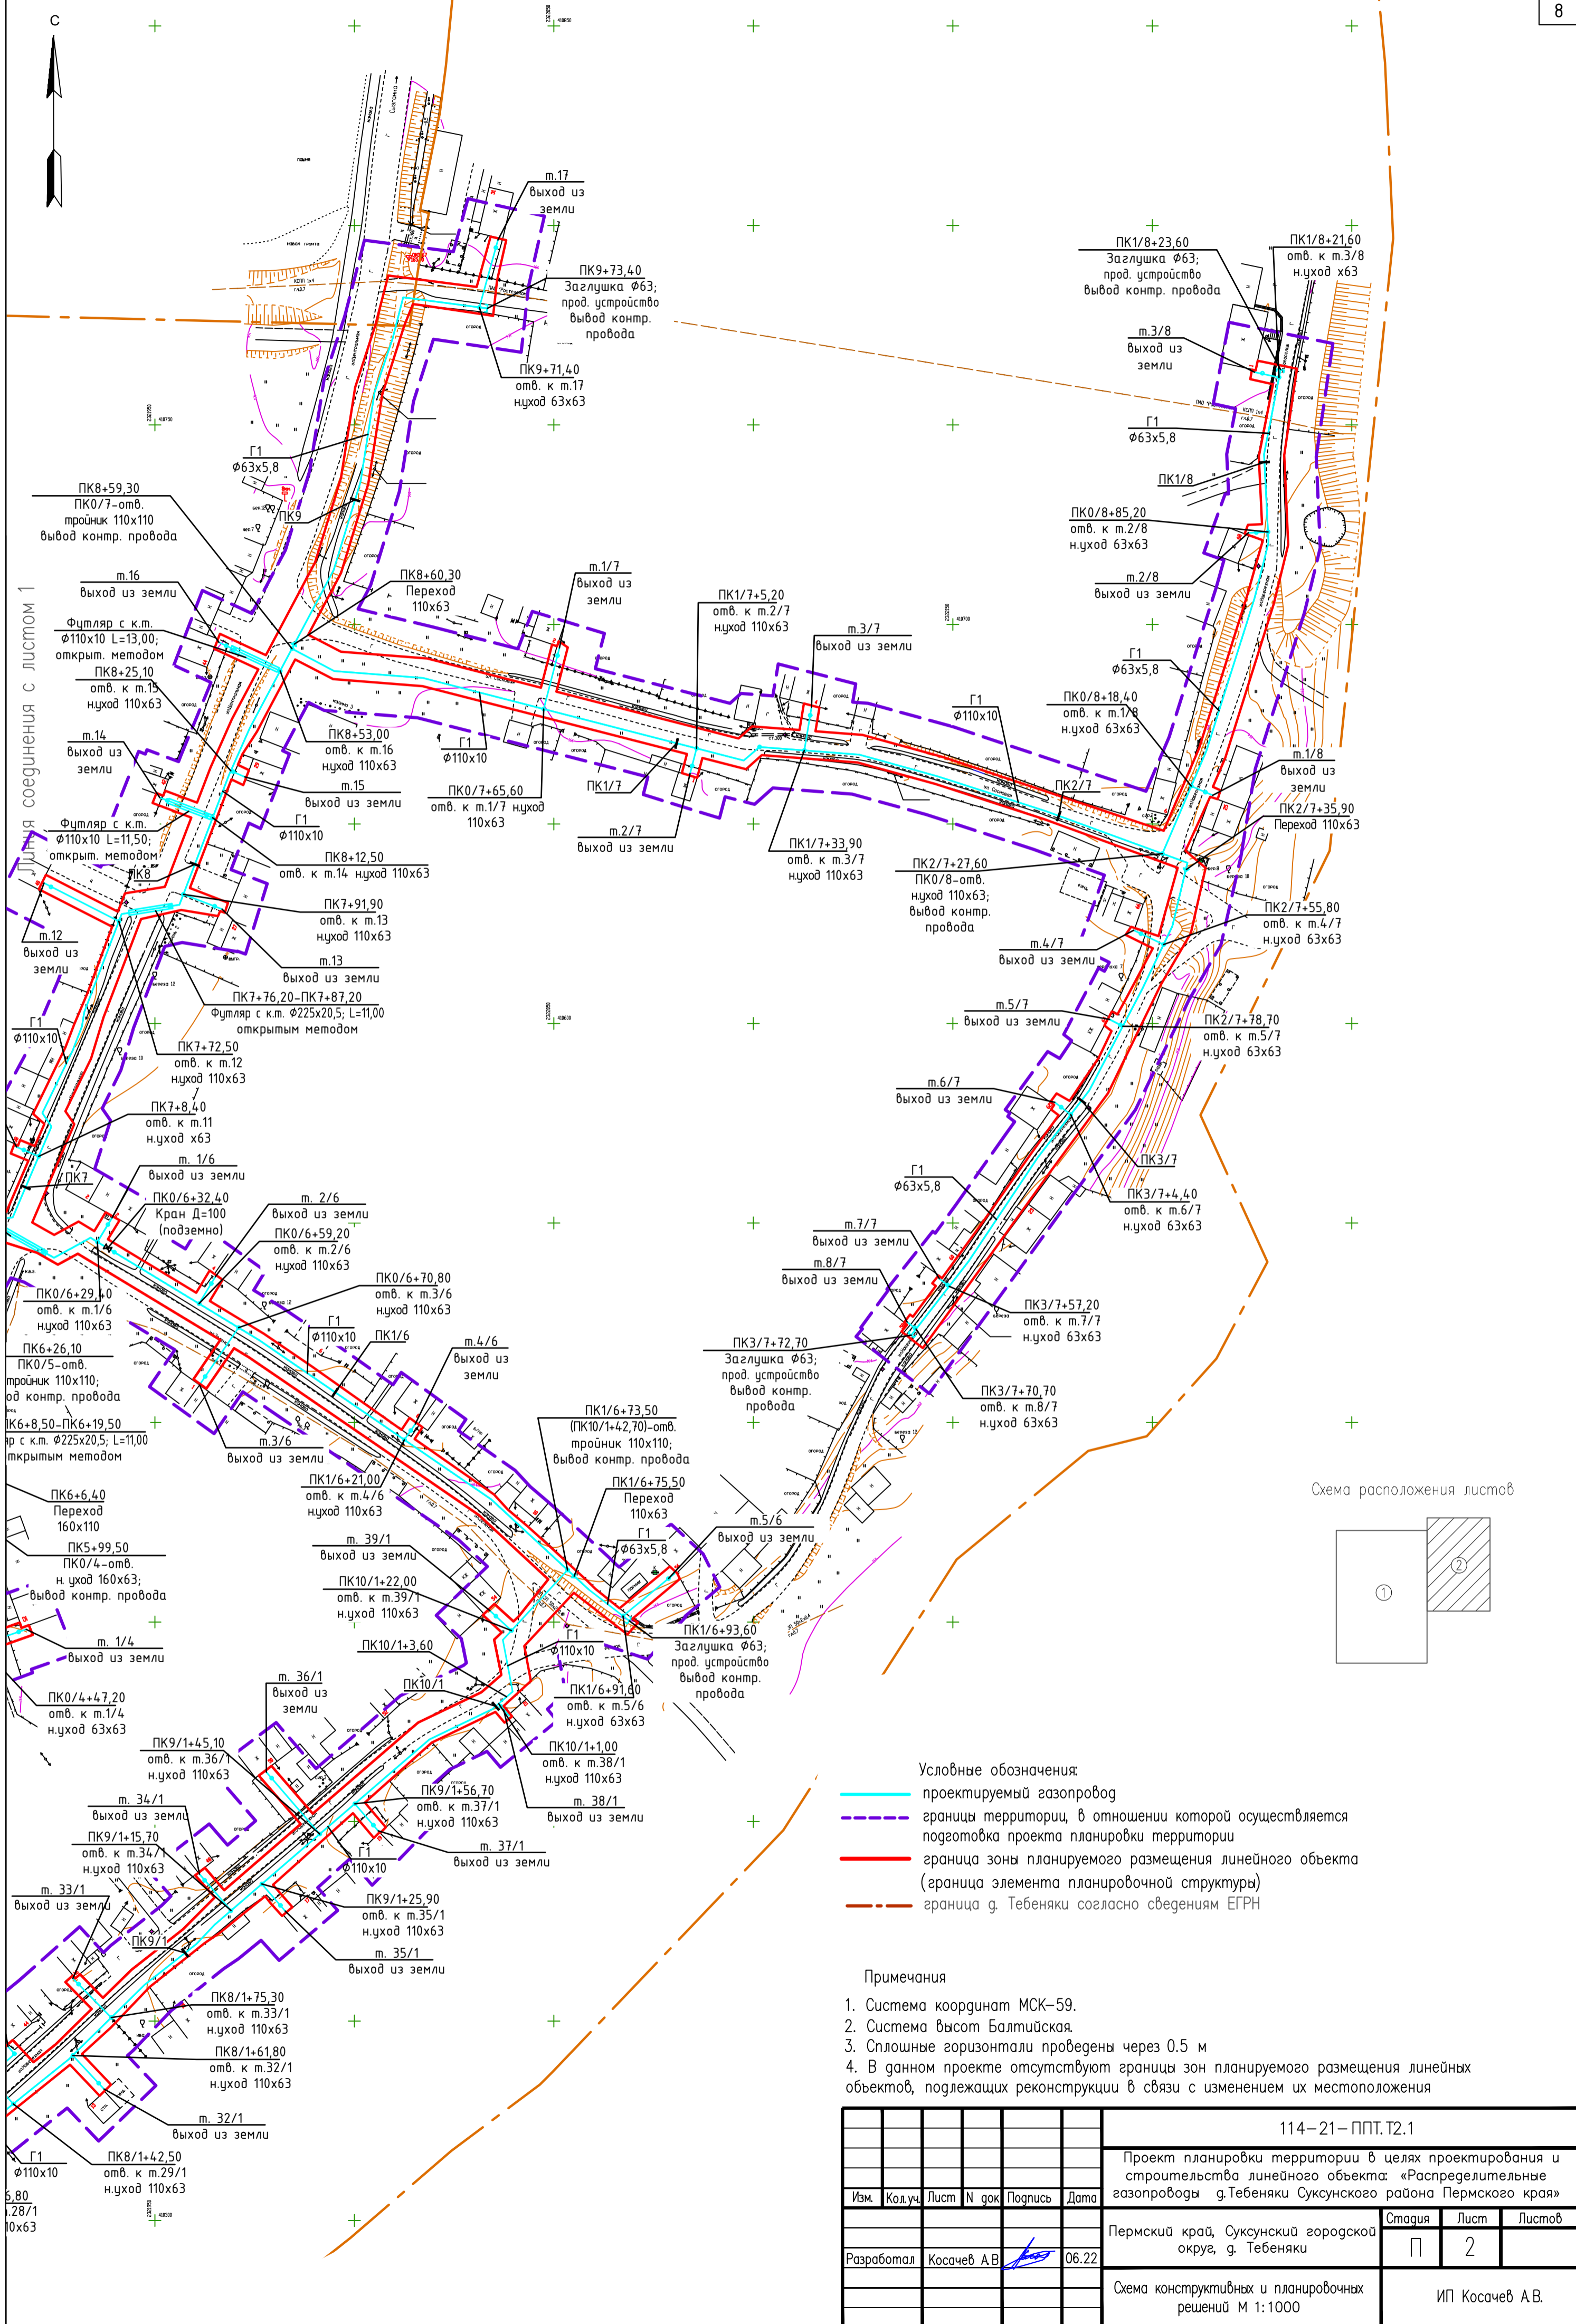 8
С
т.17
выход из
земли
ПК9+73,40
Заглушка Ф63;
прод. устройство
вывод контр.
провода
ПК9+71,40
отв. к т.17
н.уход 63х63
ПК1/8+23,60
Заглушка Ф63;
прод. устройство
вывод контр. провода
ПК1/8+21,60
отв. к т.3/8
н.уход х63
т.3/8
выход из
земли
Г1
Ф63х5,8
Г1
Ф63х5,8
ПК1/8
ПК8+59,30
ПК0/7-отв.
тройник 110х110
вывод контр. провода
ПК9
ПК0/8+85,20
отв. к т.2/8
н.уход 63х63
т.2/8
выход из земли
Линия соединения с листом 1
т.16
выход из земли
ПК8+60,30
Переход
110х63
т.1/7
выход из
земли
ПК1/7+5,20
отв. к т.2/7
н.уход 110х63
т.3/7
выход из земли
Футляр с к.т.
Ф110х10 L=13,00;
открыт. методом
ПК8+25,10
отв. к т.15
н.уход 110х63
Г1
Ф63х5,8
ПК0/8+18,40
отв. к т.1/8
н.уход 63х63
Г1
Ф110х10
т.14
выход из
земли
ПК8+53,00
отв. к т.16
н.уход 110х63
Г1
Ф110х10
т.15
выход из земли
ПК0/7+65,60
отв. к т.1/7 н.уход
110х63
ПК1/7
ПК2/7
т.1/8
выход из
земли
ПК2/7+35,90
Переход 110х63
Футляр с к.т.
Ф110х10 L=11,50;
открыт. методом
Г1
Ф110х10
т.2/7
выход из земли
ПК1/7+33,90
отв. к т.3/7
н.уход 110х63
ПК8+12,50
отв. к т.14 н.уход 110х63
ПК8
ПК2/7+27,60
ПК0/8-отв.
н.уход 110х63;
вывод контр.
провода
ПК7+91,90
отв. к т.13
н.уход 110х63
ПК2/7+55,80
отв. к т.4/7
н.уход 63х63
т.12
выход из
земли
т.13
выход из земли
т.4/7
выход из земли
ПК7+76,20-ПК7+87,20
Футляр с к.т. Ф225х20,5; L=11,00
открытым методом
т.5/7
выход из земли
ПК2/7+78,70
отв. к т.5/7
н.уход 63х63
Г1
Ф110х10
ПК7+72,50
отв. к т.12
н.уход 110х63
т.6/7
выход из земли
ПК7+8,40
отв. к т.11
н.уход х63
ПК3/7
ПК7
т. 1/6
выход из земли
Г1
Ф63х5,8
ПК3/7+4,40
отв. к т.6/7
н.уход 63х63
ПК0/6+32,40
Кран Д=100
(подземно)
т. 2/6
выход из земли
ПК0/6+59,20
отв. к т.2/6
н.уход 110х63
т.7/7
выход из земли
т.8/7
выход из земли
ПК0/6+70,80
отв. к т.3/6
н.уход 110х63
ПК0/6+29,40
отв. к т.1/6
н.уход 110х63
ПК3/7+57,20
отв. к т.7/7
н.уход 63х63
Г1
Ф110х10
ПК1/6
т.4/6
выход из
земли
ПК3/7+72,70
Заглушка Ф63;
прод. устройство
вывод контр.
провода
ПК6+26,10
ПК0/5-отв.
тройник 110х110;
од контр. провода
ПК3/7+70,70
отв. к т.8/7
н.уход 63х63
ПК6+8,50-ПК6+19,50
яр с к.т. Ф225х20,5; L=11,00
ткрытым методом
т.3/6
выход из земли
ПК1/6+73,50
(ПК10/1+42,70)-отв.
тройник 110х110;
вывод контр. провода
ПК1/6+21,00
отв. к т.4/6
н.уход 110х63
ПК1/6+75,50
Переход
110х63
ПК6+6,40
Переход
160х110
Схема расположения листов
1
2
т.5/6
выход из земли
Г1
Ф63х5,8
т. 39/1
выход из земли
ПК5+99,50
ПК0/4-отв.
н. уход 160х63;
вывод контр. провода
ПК10/1+22,00
отв. к т.39/1
н.уход 110х63
т. 1/4
выход из земли
ПК10/1+3,60
Г1
Ф110х10
ПК1/6+93,60
Заглушка Ф63;
прод. устройство
вывод контр.
провода
т. 36/1
выход из
земли
ПК10/1
ПК1/6+91,60
отв. к т.5/6
н.уход 63х63
ПК0/4+47,20
отв. к т.1/4
н.уход 63х63
ПК9/1+45,10
отв. к т.36/1
н.уход 110х63
ПК10/1+1,00
отв. к т.38/1
н.уход 110х63
ПК9/1+56,70
отв. к т.37/1
н.уход 110х63
т. 38/1
выход из земли
т. 34/1
выход из земли
ПК9/1+15,70
отв. к т.34/1
н.уход 110х63
т. 37/1
выход из земли
Г1
Ф110х10
т. 33/1
выход из земли
ПК9/1+25,90
отв. к т.35/1
н.уход 110х63
ПК9/1
т. 35/1
выход из земли
ПК8/1+75,30
отв. к т.33/1
н.уход 110х63
ПК8/1+61,80
отв. к т.32/1
н.уход 110х63
т. 32/1
выход из земли
Г1
Ф110х10
ПК8/1+42,50
отв. к т.29/1
н.уход 110х63
6,80
т.28/1
10х63
Условные обозначения:
проектируемый газопровод
границы территории, в отношении которой осуществляется
подготовка проекта планировки территории
граница зоны планируемого размещения линейного объекта
(граница элемента планировочной структуры)
граница д. Тебеняки согласно сведениям ЕГРН
Примечания
1. Система координат МСК-59.
2. Система высот Балтийская.
3. Сплошные горизонтали проведены через 0.5 м
4. В данном проекте отсутствуют границы зон планируемого размещения линейных
объектов, подлежащих реконструкции в связи с изменением их местоположения
114-21-ППТ.Т2.1
Проект планировки территории в целях проектирования и
строительства линейного объекта: «Распределительные
газопроводы д.Тебеняки Суксунского района Пермского края»
Изм. Кол.уч Лист N док Подпись Дата
Пермский край, Суксунский городской
округ, д. Тебеняки
Стадия Лист Листов
П 2
Разработал Косачев А.В 06.22
Схема конструктивных и планировочных
решений М 1:1000
ИП Косачев А.В.